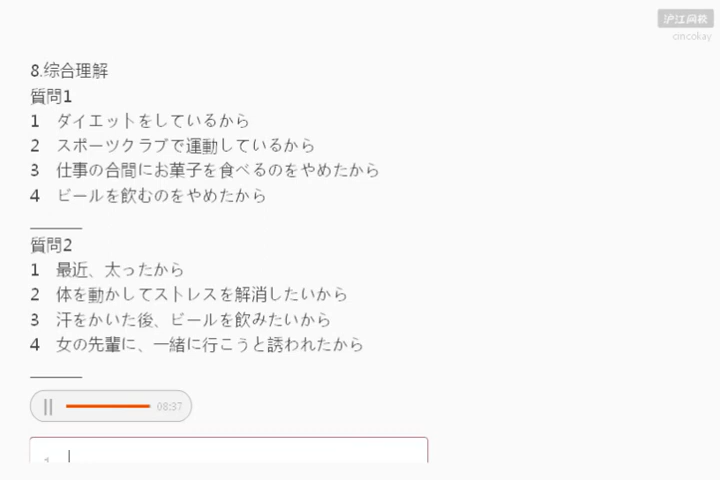 沪江网校
cincokay
8.综合理解
質問1
1 ダイエットをしているから
2 スポーツクラブで運動しているから
3 仕事の合間にお菓子を食べるのをやめたから
4 ビールを飲むのをやめたから
質問2
1 最近、太ったから
2 体を動かしてストレスを解消したいから
3 汗をかいた後、ビールを飲みたいから
4 女の先輩に、一緒に行こうと誘われたから
08:37